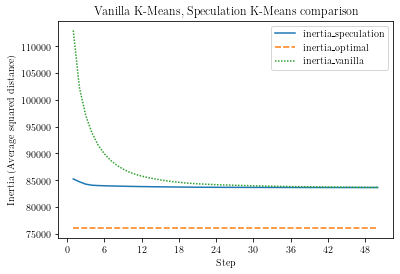 Vanilla K-Means, Speculation K-Means comparison
inertia_speculation
inertia_optimal
inertia_vanilla
Inertia (Average squared distance)
110000
105000
100000
95000
90000
85000
80000
75000
0 6 12 18 24 30 36 42 48
Step